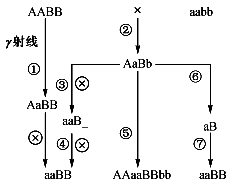 AABB × aabb
γ射线 ②
① AaBb
③ ⊗ ⑥
AaBB aaB_ ⑤ aB
⊗ ④ ⊗ ⑦
aaBB AAaaBBbb aaBB